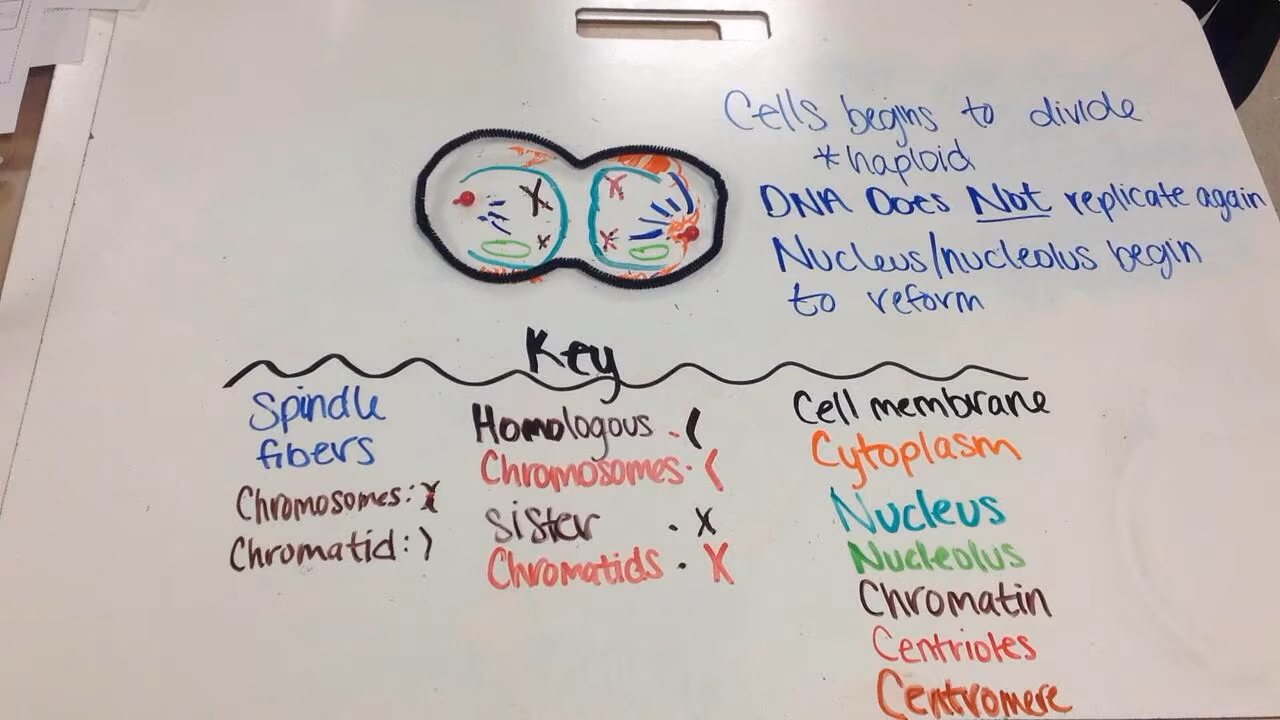 Cells begins to divide
*haploid
DNA Does Not replicate again
Nucleus/nucleolus begin
to reform
Key
Spindle
fibers
Chromosomes: X
Chromatid: )
Homologous
Chromosomes
Sister
Chromatids
Cell membrane
Cytoplasm
Nucleus
Nucleolus
Chromatin
Centrioles
Centromere